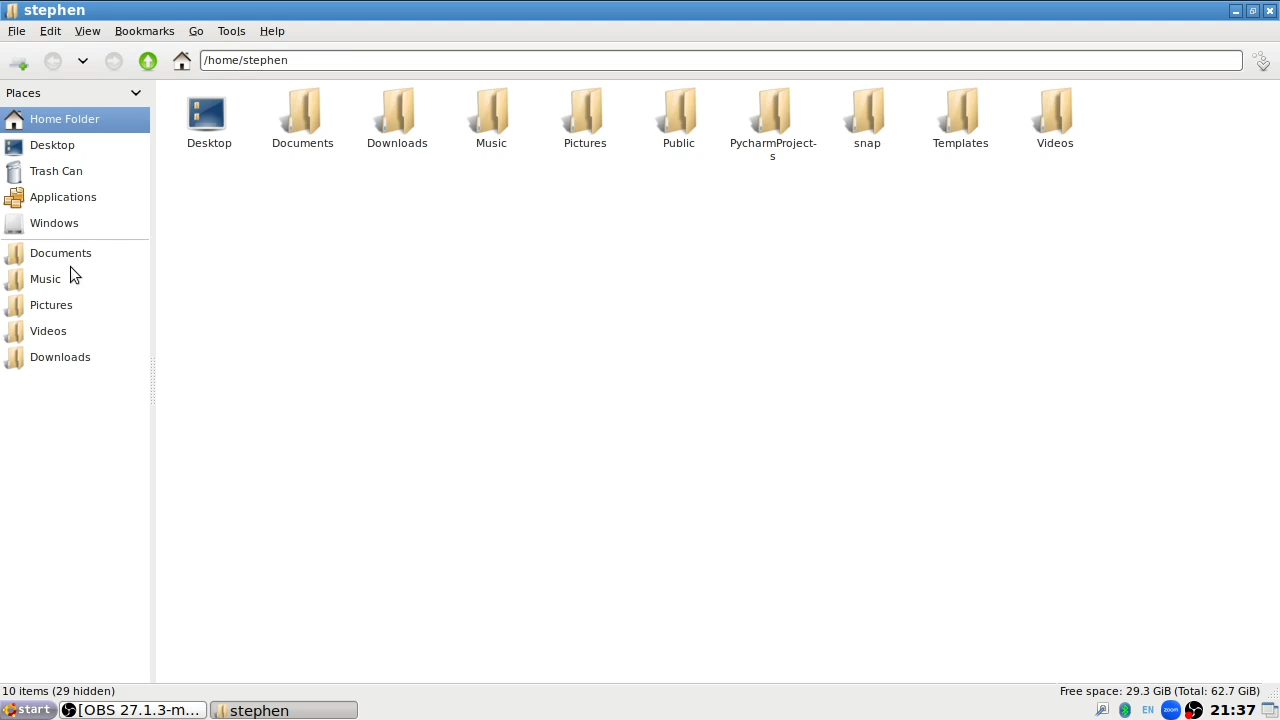 stephen
File Edit View Bookmarks Go Tools Help
/home/stephen
Places
Home Folder
Desktop
Trash Can
Applications
Windows
Documents
Music
Pictures
Videos
Downloads
Desktop Documents Downloads Music Pictures Public PycharmProject- snap Templates Videos
s
10 items (29 hidden) Free space: 29.3 GiB (Total: 62.7 GiB)
start [OBS 27.1.3-m... stephen EN zoom 21:37